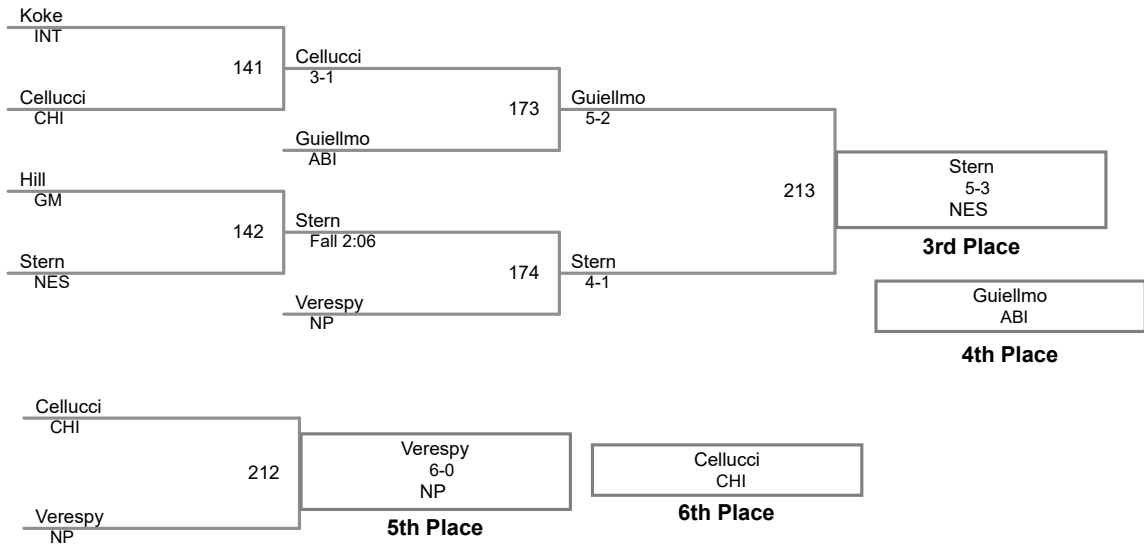 Koke
INT
141
Cellucci
3-1
Cellucci
CHI
173
Guiellmo
5-2
Guiellmo
ABI
Hill
GM
213
Stern
5-3
NES
3rd Place
142
Stern
Fall 2:06
Stern
NES
174
Stern
4-1
Verespy
NP
Guiellmo
ABI
4th Place
Cellucci
CHI
212
Verespy
6-0
NP
5th Place
Cellucci
CHI
6th Place
Verespy
NP